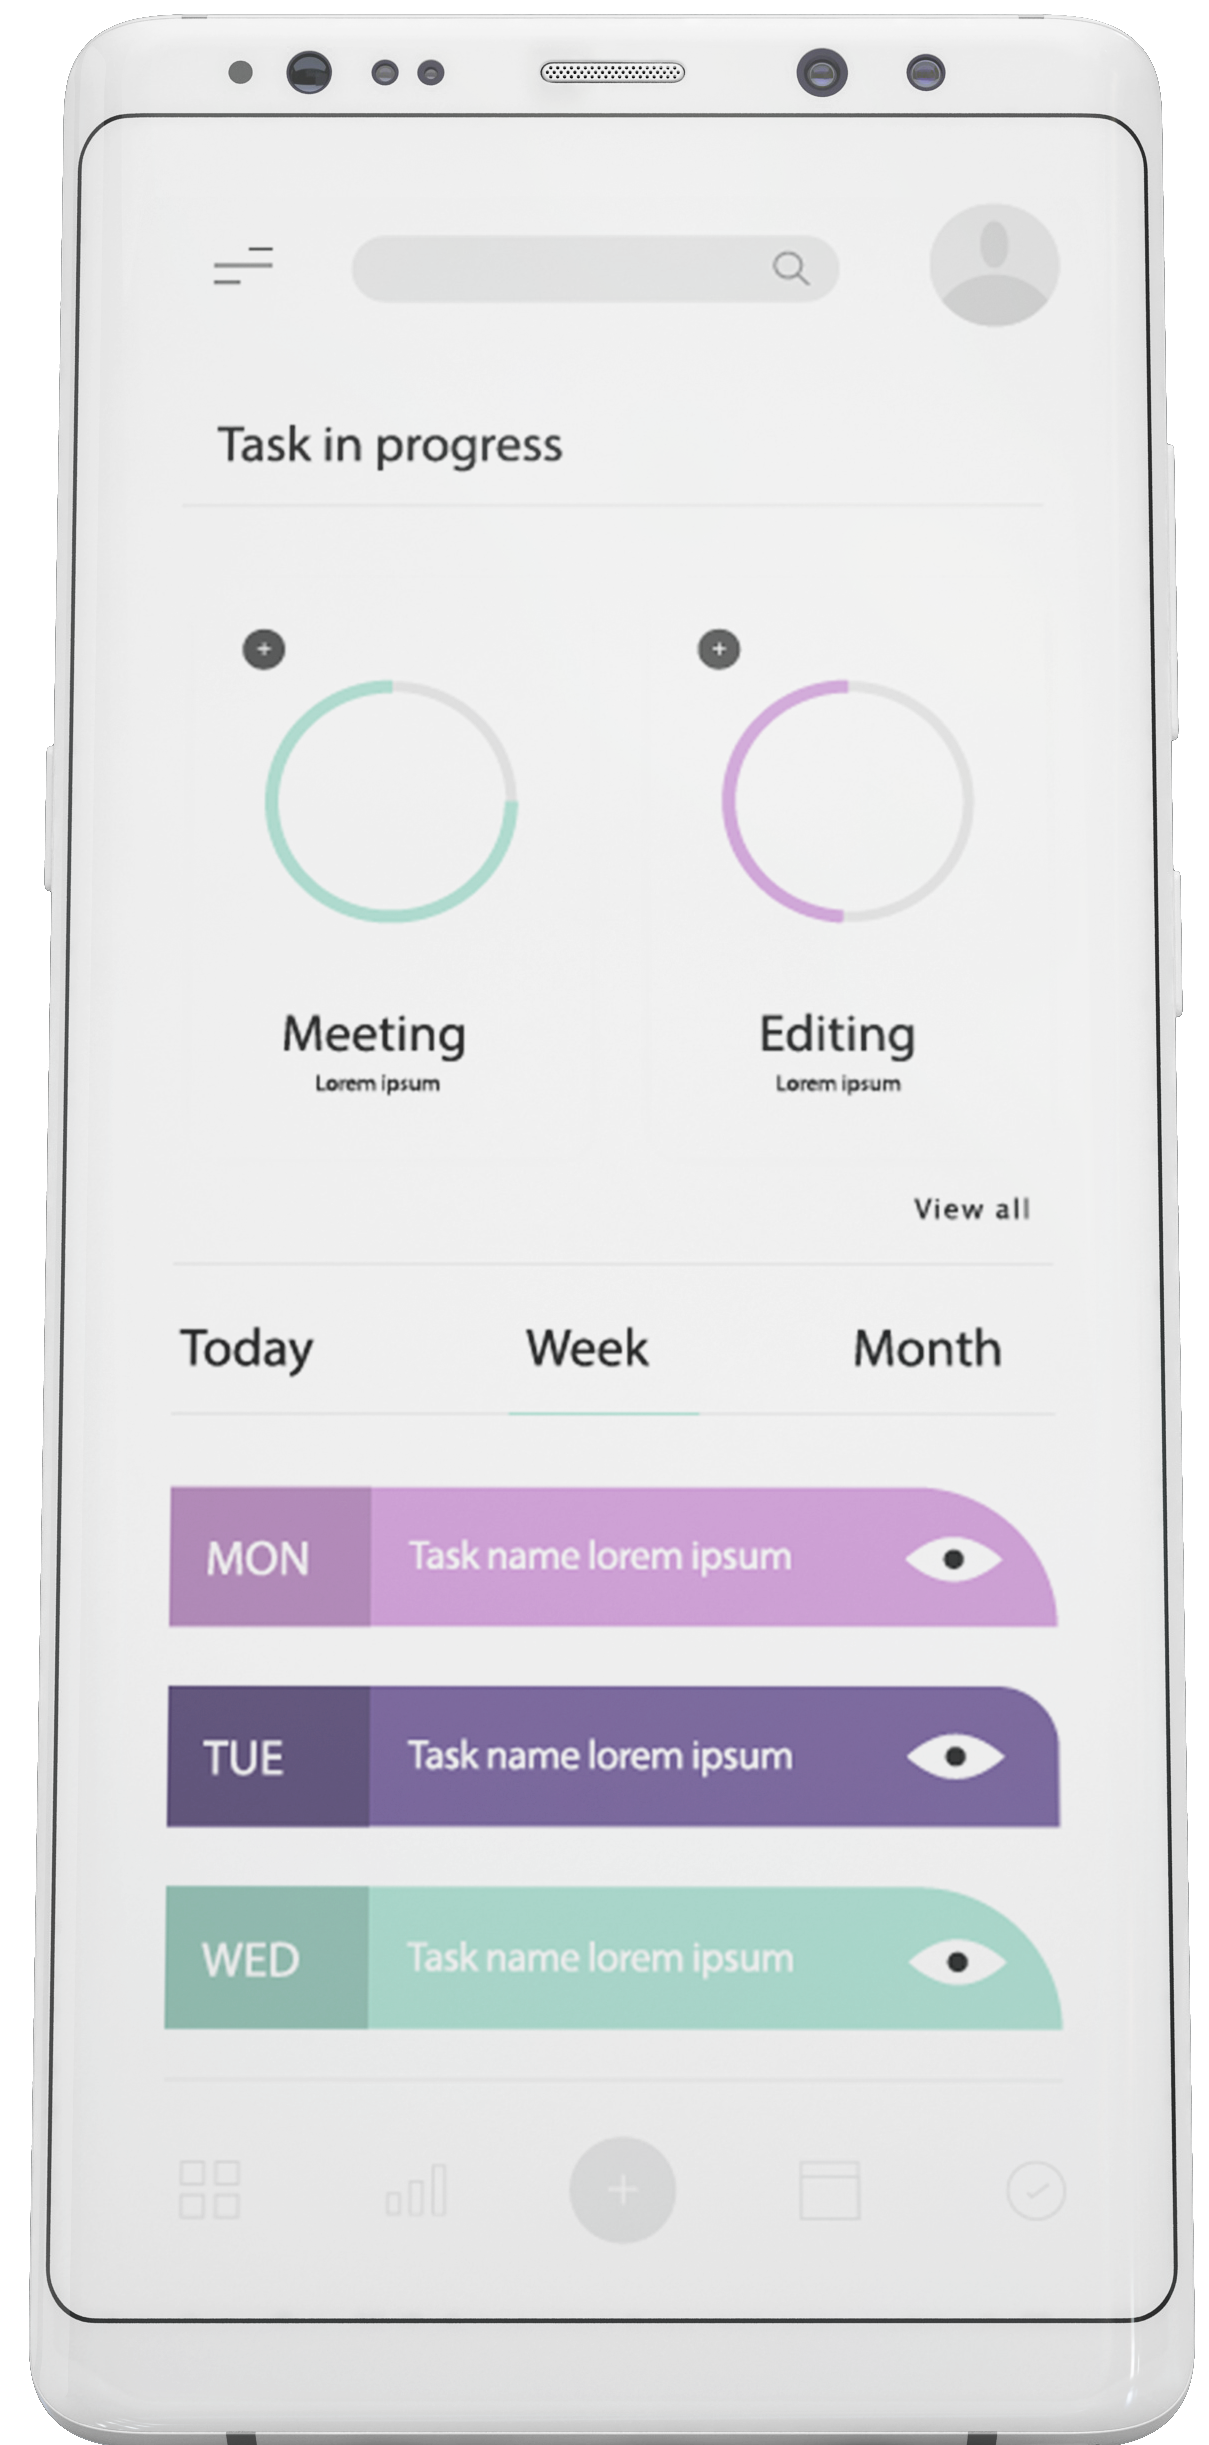 Task in progress
Meeting
Lorem ipsum
Editing
Lorem ipsum
View all
Today Week Month
MON Task name lorem ipsum
TUE Task name lorem ipsum
WED Task name lorem ipsum